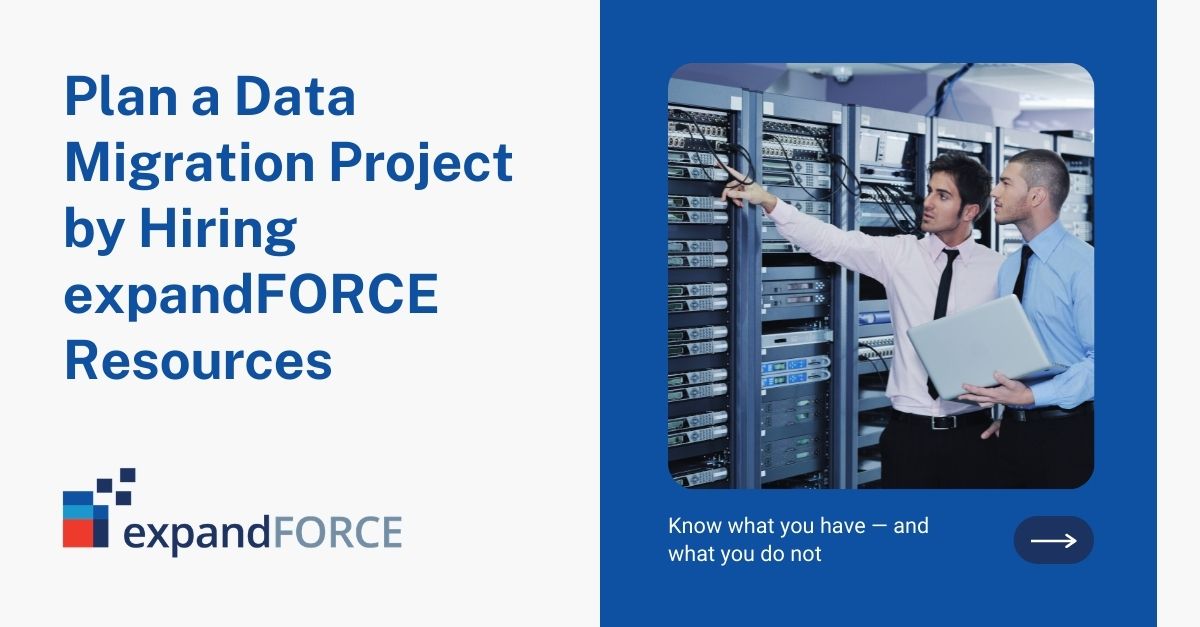 Plan a Data
Migration Project
by Hiring
expandFORCE
Resources
expandFORCE
Know what you have — and
what you do not